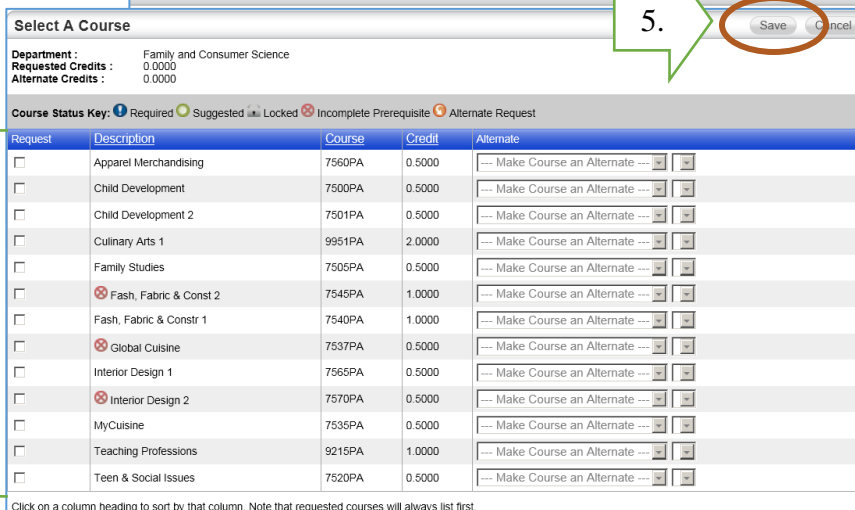 Select A Course
5.
Save
Cancel
Department : Family and Consumer Science
Requested Credits : 0.0000
Alternate Credits : 0.0000
Course Status Key: Required Suggested Locked Incomplete Prerequisite Alternate Request
Request Description Course Credit Alternate
Apparel Merchandising 7560PA 0.5000 --- Make Course an Alternate ---
Child Development 7500PA 0.5000 --- Make Course an Alternate ---
Child Development 2 7501PA 0.5000 --- Make Course an Alternate ---
Culinary Arts 1 9951PA 2.0000 --- Make Course an Alternate ---
Family Studies 7505PA 0.5000 --- Make Course an Alternate ---
Fash, Fabric & Const 2 7545PA 1.0000 --- Make Course an Alternate ---
Fash, Fabric & Constr 1 7540PA 1.0000 --- Make Course an Alternate ---
Global Cuisine 7537PA 0.5000 --- Make Course an Alternate ---
Interior Design 1 7565PA 0.5000 --- Make Course an Alternate ---
Interior Design 2 7570PA 0.5000 --- Make Course an Alternate ---
MyCuisine 7535PA 0.5000 --- Make Course an Alternate ---
Teaching Professions 9215PA 1.0000 --- Make Course an Alternate ---
Teen & Social Issues 7520PA 0.5000 --- Make Course an Alternate ---
Click on a column heading to sort by that column. Note that requested courses will always list first.